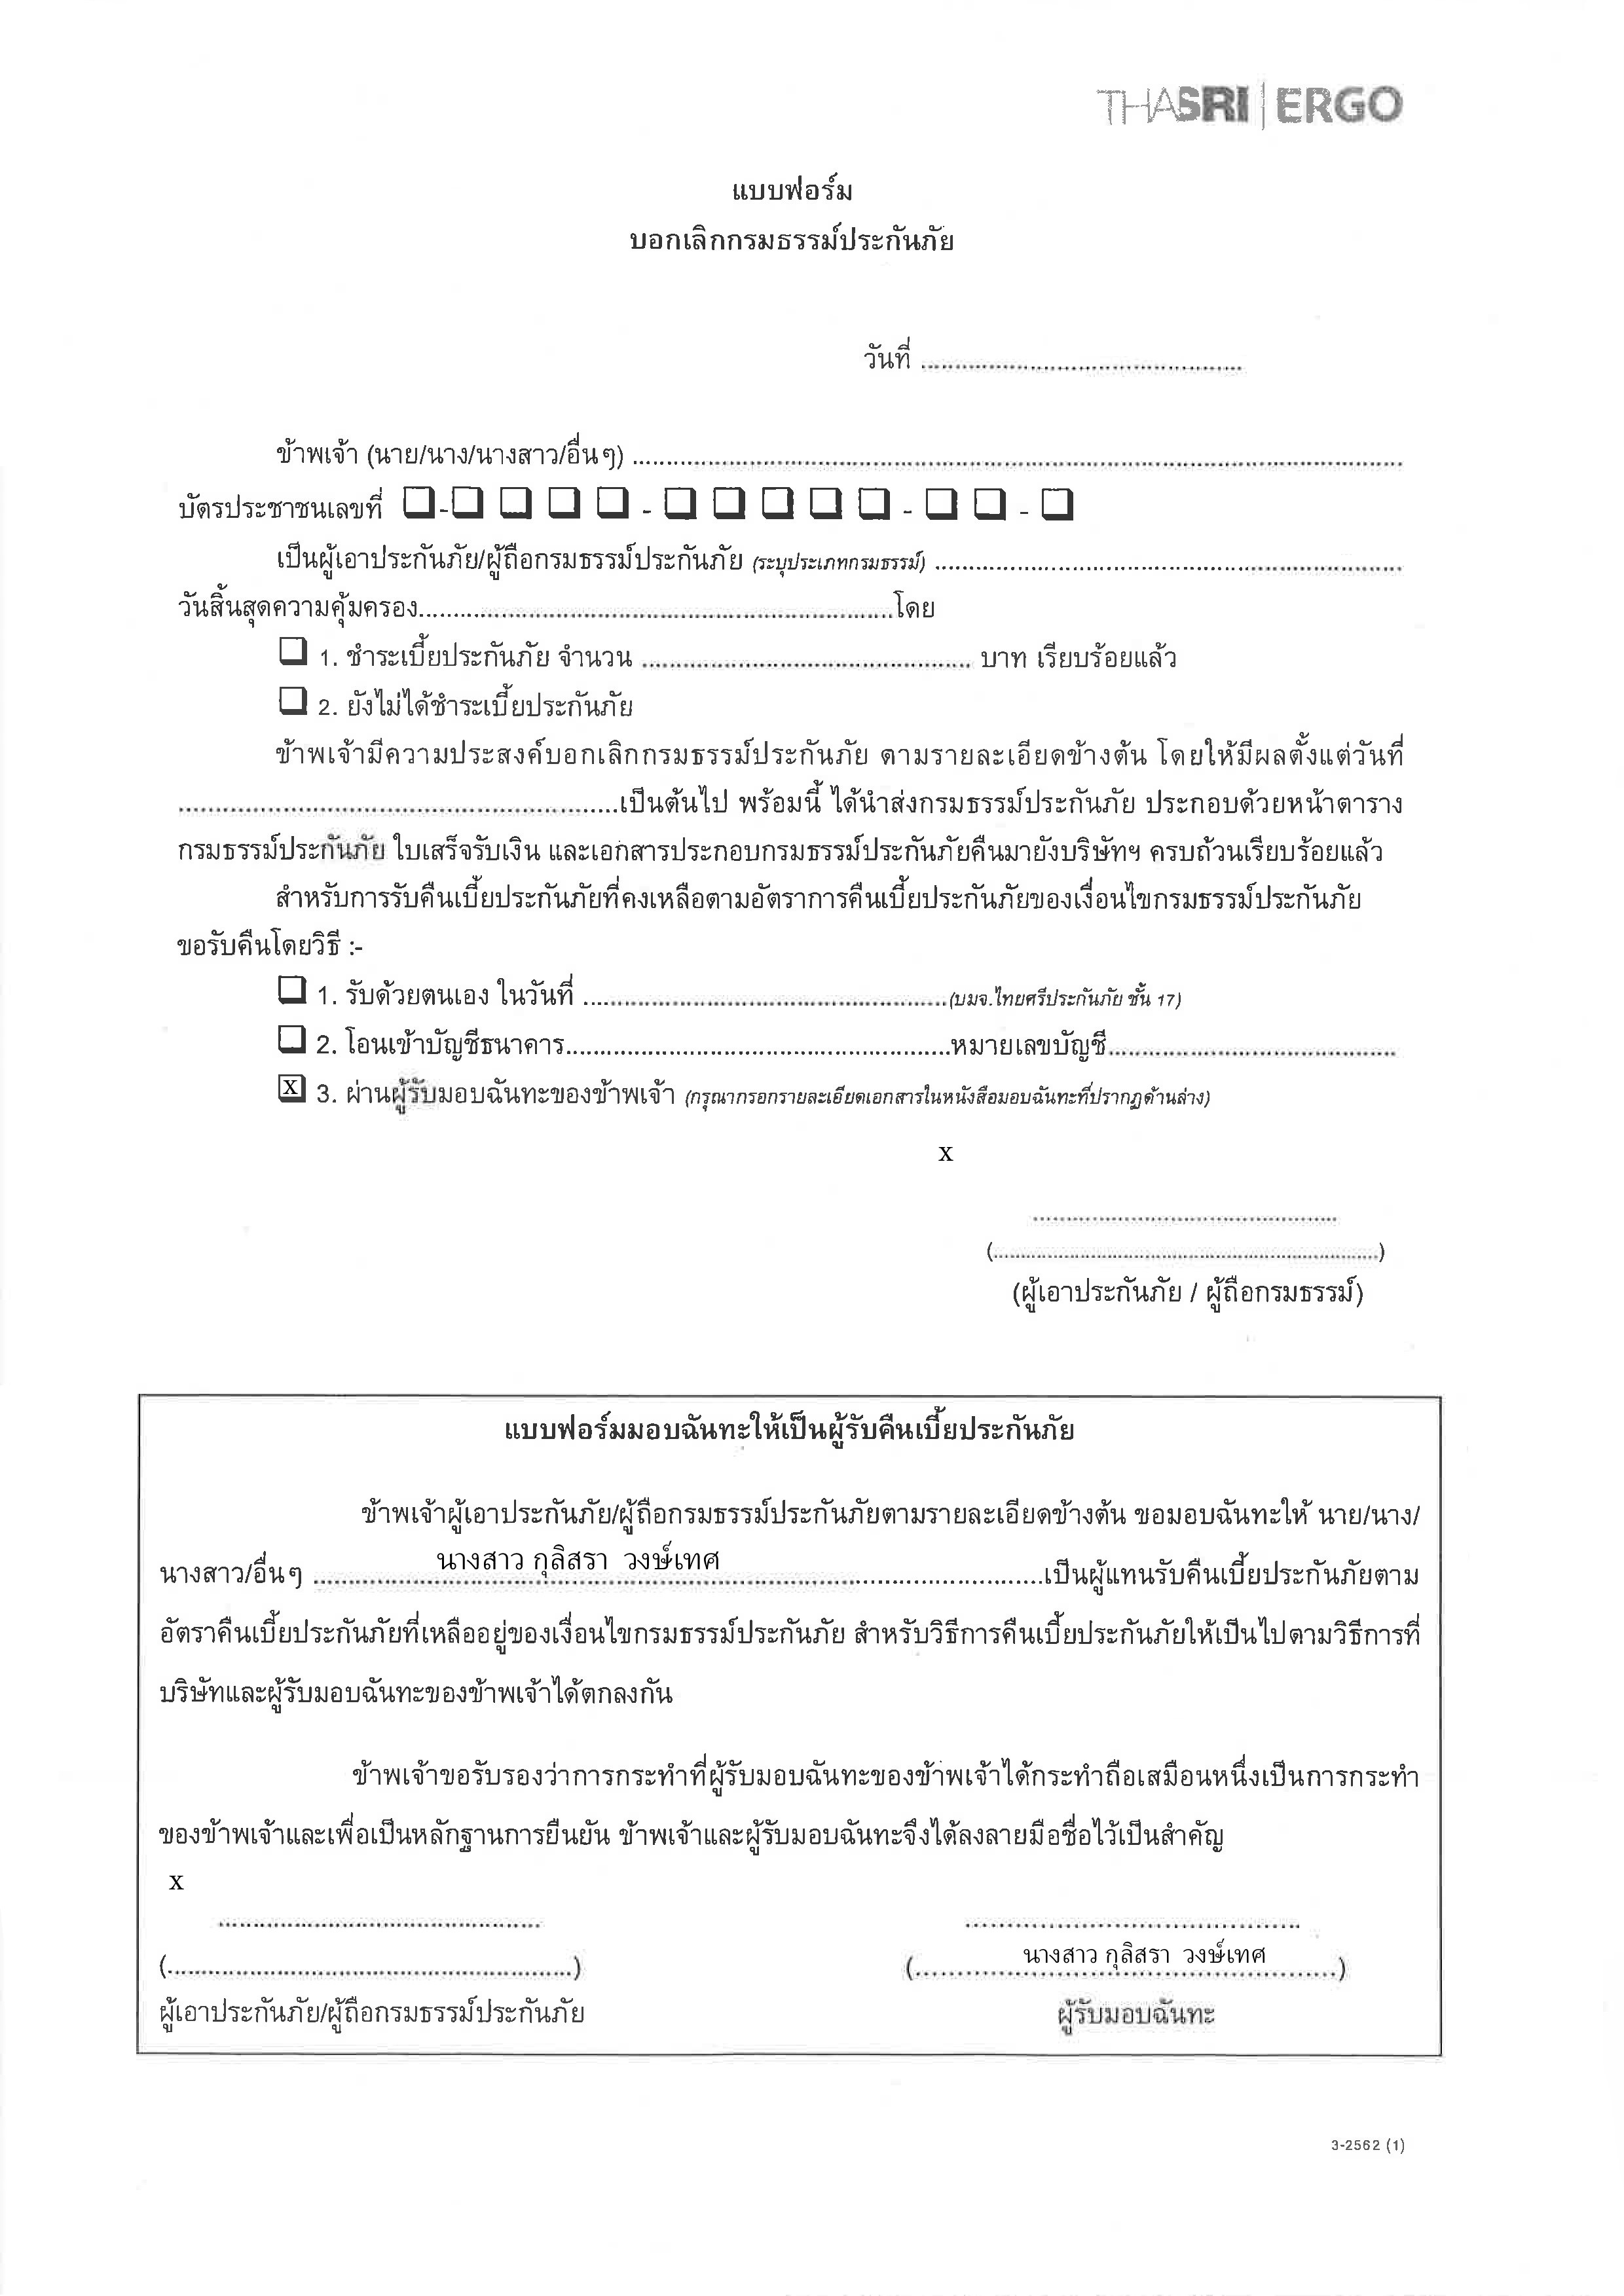 THASRI | ERGO
แบบฟอร์ม
บอกเลิกกรมธรรม์ประกันภัย
วันที่ ................................................
ข้าพเจ้า (นาย/นาง/นางสาว/อื่นๆ) ................................................
บัตรประชาชนเลขที่ ❑-❑ ❑ ❑ ❑ - ❑ ❑ ❑ ❑ ❑ - ❑ ❑ - ❑
เป็นผู้เอาประกันภัย/ผู้ถือกรมธรรม์ประกันภัย (ระบุประเภทกรมธรรม์) ................................................
วันสิ้นสุดความคุ้มครอง................................................โดย
❑ 1. ชำระเบี้ยประกันภัย จำนวน ................................................ บาท เรียบร้อยแล้ว
❑ 2. ยังไม่ได้ชำระเบี้ยประกันภัย
ข้าพเจ้ามีความประสงค์บอกเลิกกรมธรรม์ประกันภัย ตามรายละเอียดข้างต้น โดยให้มีผลตั้งแต่วันที่
................................................เป็นต้นไป พร้อมนี้ ได้นำส่งกรมธรรม์ประกันภัย ประกอบด้วยหน้าตาราง
กรมธรรม์ประกันภัย ใบเสร็จรับเงิน และเอกสารประกอบกรมธรรม์ประกันภัยคืนมายังบริษัทฯ ครบถ้วนเรียบร้อยแล้ว
สำหรับการรับคืนเบี้ยประกันภัยที่คงเหลือตามอัตราการคืนเบี้ยประกันภัยของเงื่อนไขกรมธรรม์ประกันภัย
ขอรับคืนโดยวิธี :-
❑ 1. รับด้วยตนเอง ในวันที่ ................................................(บมจ.ไทยศรีประกันภัย ชั้น 17)
❑ 2. โอนเข้าบัญชีธนาคาร................................................หมายเลขบัญชี................................................
X 3. ผ่านผู้รับมอบฉันทะของข้าพเจ้า (กรุณากรอกรายละเอียดเอกสารในหนังสือมอบฉันทะที่ปรากฏด้านล่าง)
x
................................................
(................................................)
(ผู้เอาประกันภัย / ผู้ถือกรมธรรม์)
แบบฟอร์มมอบฉันทะให้เป็นผู้รับคืนเบี้ยประกันภัย
ข้าพเจ้าผู้เอาประกันภัย/ผู้ถือกรมธรรม์ประกันภัยตามรายละเอียดข้างต้น ขอมอบฉันทะให้ นาย/นาง/
นางสาว/อื่นๆ ........นางสาว กุลิสรา วงษ์เทศ........เป็นผู้แทนรับคืนเบี้ยประกันภัยตาม
อัตราคืนเบี้ยประกันภัยที่เหลืออยู่ของเงื่อนไขกรมธรรม์ประกันภัย สำหรับวิธีการคืนเบี้ยประกันภัยให้เป็นไปตามวิธีการที่
บริษัทและผู้รับมอบฉันทะของข้าพเจ้าได้ตกลงกัน
ข้าพเจ้าขอรับรองว่าการกระทำที่ผู้รับมอบฉันทะของข้าพเจ้าได้กระทำถือเสมือนหนึ่งเป็นการกระทำ
ของข้าพเจ้าและเพื่อเป็นหลักฐานการยืนยัน ข้าพเจ้าและผู้รับมอบฉันทะจึงได้ลงลายมือชื่อไว้เป็นสำคัญ
x
................................................ ................................................
(................................................) (........นางสาว กุลิสรา วงษ์เทศ........)
ผู้เอาประกันภัย/ผู้ถือกรมธรรม์ประกันภัย ผู้รับมอบฉันทะ
3-2562 (1)